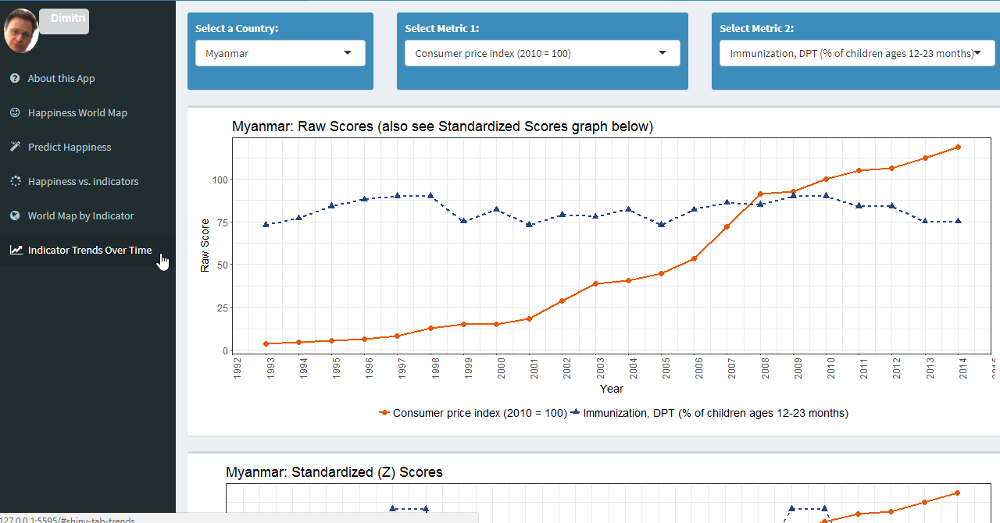 Dimitri
About this App
Happiness World Map
Predict Happiness
Happiness vs. indicators
World Map by Indicator
Indicator Trends Over Time
Select a Country:
Myanmar
Select Metric 1:
Consumer price index (2010 = 100)
Select Metric 2:
Immunization, DPT (% of children ages 12-23 months)
Myanmar: Raw Scores (also see Standardized Scores graph below)
Raw Score
100
75
50
25
0
1992 1993 1994 1995 1996 1997 1998 1999 2000 2001 2002 2003 2004 2005 2006 2007 2008 2009 2010 2011 2012 2013 2014 2015
Year
Consumer price index (2010 = 100) Immunization, DPT (% of children ages 12-23 months)
Myanmar: Standardized (Z) Scores
127.0.0.1:5595/#shiny-tab-trends